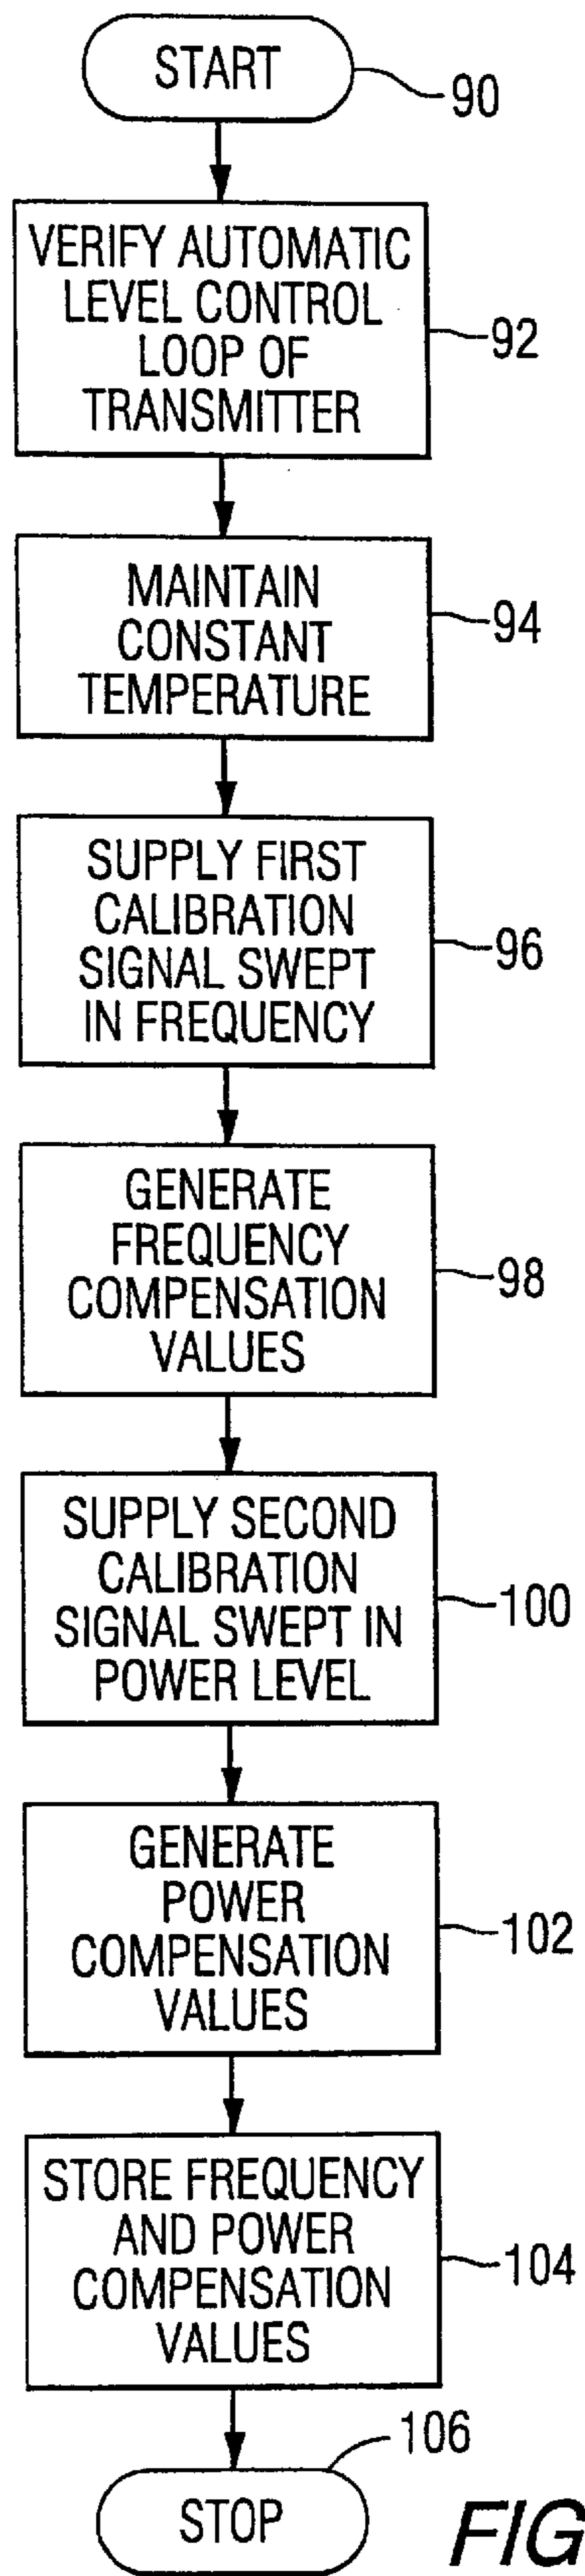 START
90
VERIFY AUTOMATIC
LEVEL CONTROL
LOOP OF
TRANSMITTER
92
MAINTAIN
CONSTANT
TEMPERATURE
94
SUPPLY FIRST
CALIBRATION
SIGNAL SWEPT
IN FREQUENCY
96
GENERATE
FREQUENCY
COMPENSATION
VALUES
98
SUPPLY SECOND
CALIBRATION
SIGNAL SWEPT IN
POWER LEVEL
100
GENERATE
POWER
COMPENSATION
VALUES
102
STORE FREQUENCY
AND POWER
COMPENSATION
VALUES
104
106
STOP
FIG